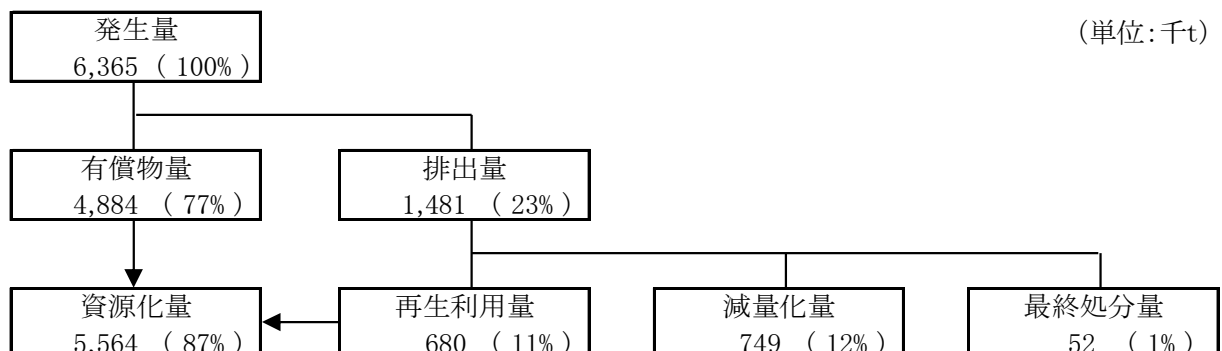 発生量
6,365 ( 100% )
(単位:千t)
有償物量
4,884 ( 77% )
排出量
1,481 ( 23% )
資源化量
5,564 ( 87% )
再生利用量
680 ( 11% )
減量化量
749 ( 12% )
最終処分量
52 ( 1% )